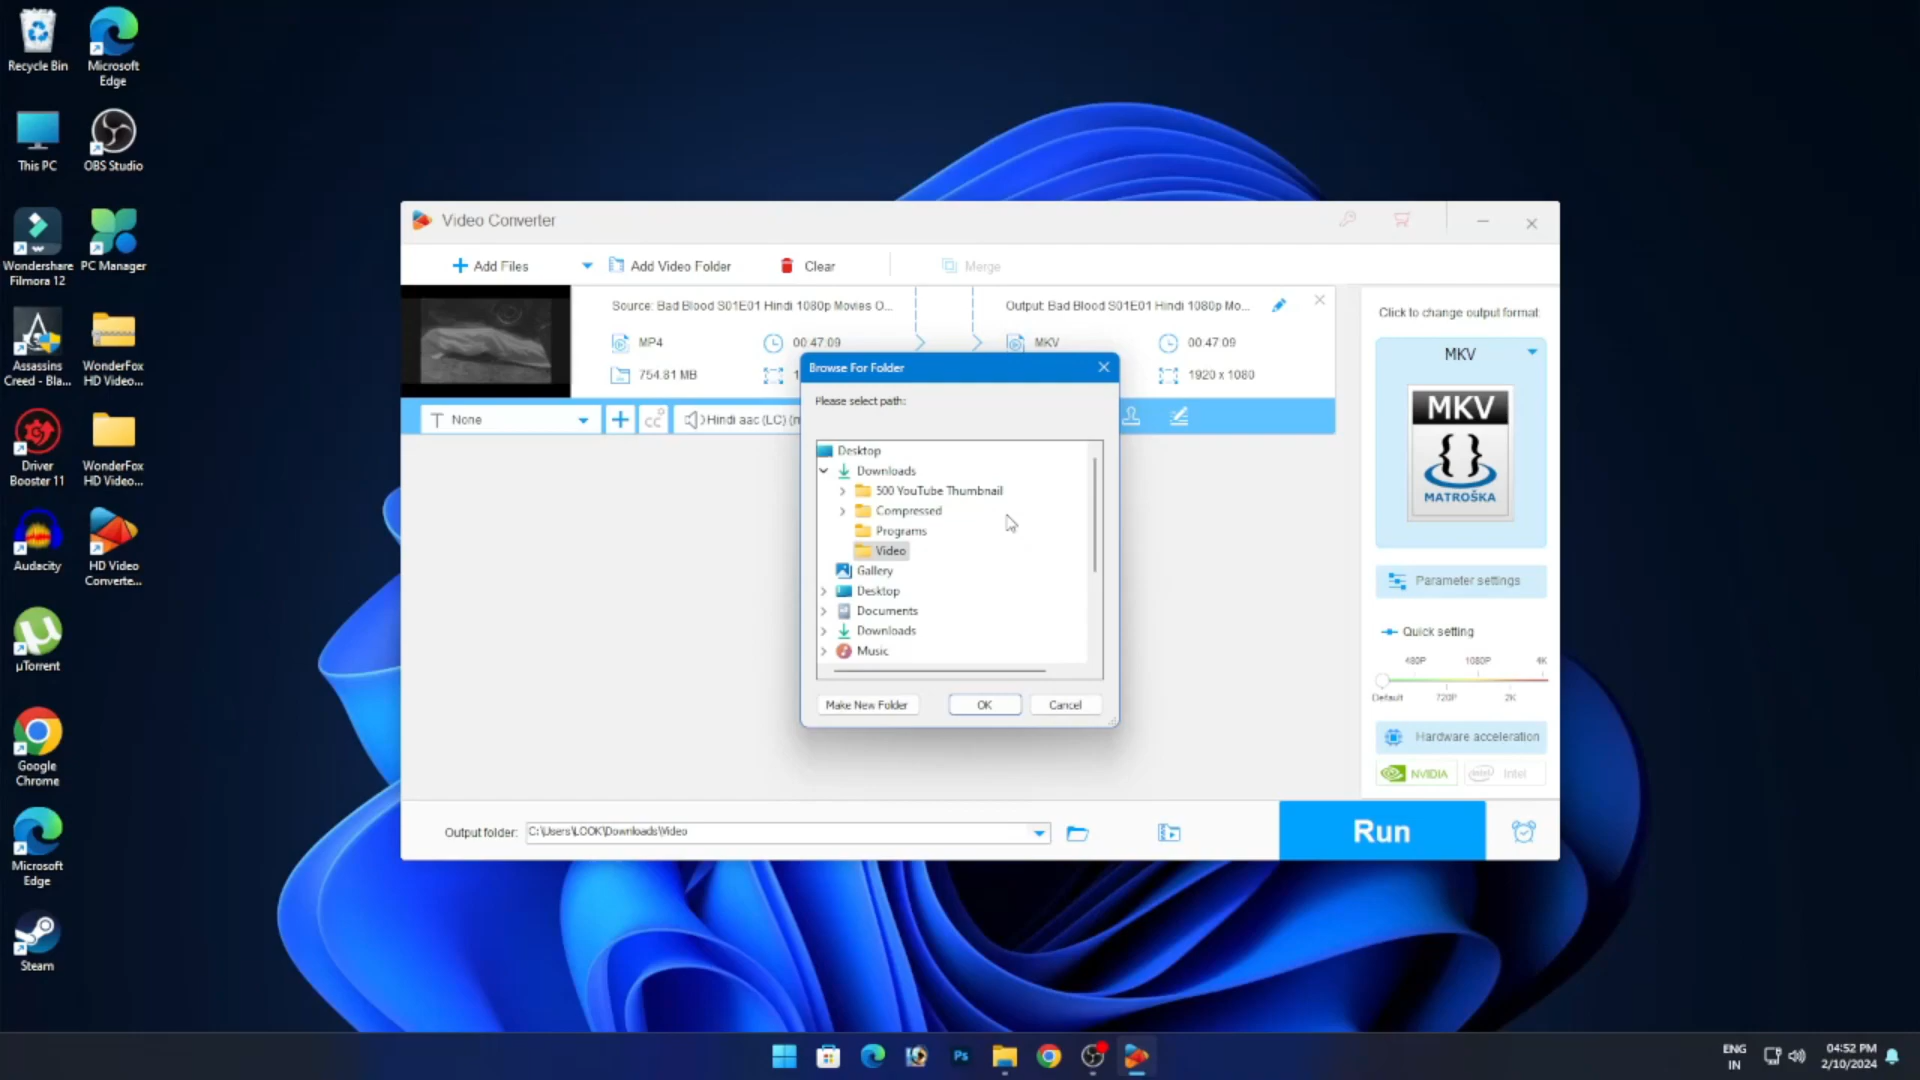 Recycle Bin
Microsoft
Edge
This PC
OBS Studio
Wondershare
Filmora 12
PC Manager
Assassins
Creed - Bla...
WonderFox
HD Video...
Driver
Booster 11
WonderFox
HD Video...
Audacity
HD Video
Converte...
µTorrent
Google
Chrome
Microsoft
Edge
Steam
Video Converter
Add Files
Add Video Folder
Clear
Merge
Source: Bad Blood S01E01 Hindi 1080p Movies O...
Output: Bad Blood S01E01 Hindi 1080p Mo...
MP4
00:47:09
MKV
00:47:09
754.81 MB
1920 x 1080
None
cc
Hindi aac (LC) (m
Browse For Folder
Please select path:
Desktop
Downloads
500 YouTube Thumbnail
Compressed
Programs
Video
Gallery
Desktop
Documents
Downloads
Music
Make New Folder
OK
Cancel
Click to change output format:
MKV
MKV
MATROŠKA
Parameter settings
Quick setting
480P
1080P
4K
Default
720P
2K
Hardware acceleration
NVIDIA
intel
Intel
Output folder:
C:\Users\LOOK\Downloads\Video
Run
Ps
ENG
IN
04:52 PM
2/10/2024